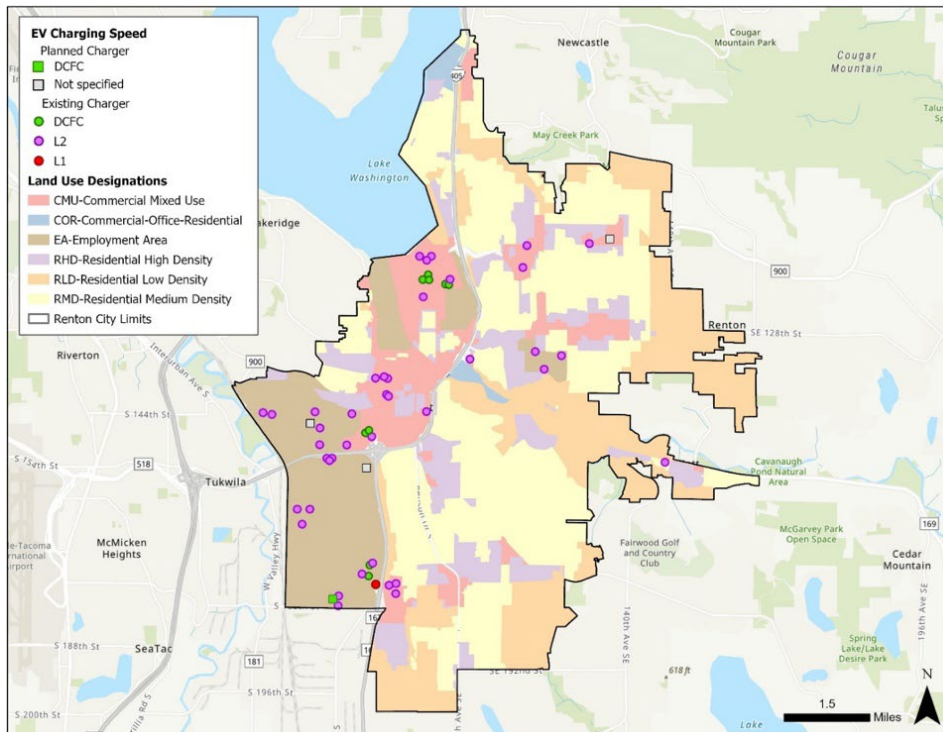 EV Charging Speed
Planned Charger
DCFC
Not specified
Existing Charger
DCFC
L2
L1
Land Use Designations
CMU-Commercial Mixed Use
COR-Commercial-Office-Residential
EA-Employment Area
RHD-Residential High Density
RLD-Residential Low Density
RMD-Residential Medium Density
Renton City Limits
Newcastle
Cougar
Mountain Park
COUGAR
MOUNTAIN
405
May Creek Park
Lake
Washington
akeridge
900
Renton
SE 128th St
Riverton
900
Interurban Ave S
S 144th St
S 154th St
518
Tukwila
Cavanaugh
Pond Natural
Area
169
McMicken
Heights
W Valley Hwy
McGarvey Park
Open Space
Cedar
Mountain
Fairwood Golf
and Country
Club
140th Ave SE
196th Ave SE
SeaTac
S 188th St
181
S 196th St
S 200th St
SE 192nd St
618 ft
Spring
Lake/Lake
Desire Park
Lake
N
1.5
Miles